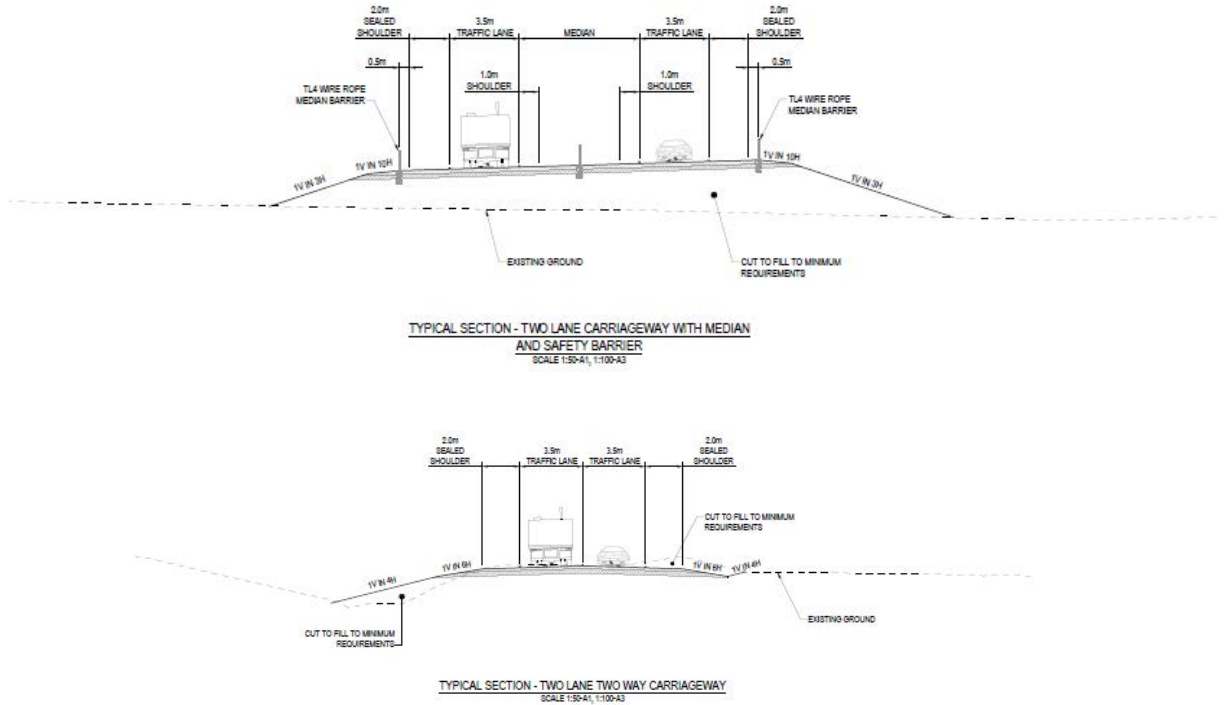 2.0m
SEALED
SHOULDER
3.5m
TRAFFIC LANE
MEDIAN
3.5m
TRAFFIC LANE
2.0m
SEALED
SHOULDER
0.5m
1.0m
SHOULDER
1.0m
SHOULDER
0.5m
TL4 WIRE ROPE
MEDIAN BARRIER
TL4 WIRE ROPE
MEDIAN BARRIER
1V IN 3H
1V IN 10H
1V IN 10H
1V IN 3H
EXISTING GROUND
CUT TO FILL TO MINIMUM
REQUIREMENTS
TYPICAL SECTION - TWO LANE CARRIAGEWAY WITH MEDIAN
AND SAFETY BARRIER
SCALE 1:50-A1, 1:100-A3
2.0m
SEALED
SHOULDER
3.5m
TRAFFIC LANE
3.5m
TRAFFIC LANE
2.0m
SEALED
SHOULDER
CUT TO FILL TO MINIMUM
REQUIREMENTS
1V IN 4H
1V IN 6H
1V IN 6H
1V IN 4H
EXISTING GROUND
CUT TO FILL TO MINIMUM
REQUIREMENTS
TYPICAL SECTION - TWO LANE TWO WAY CARRIAGEWAY
SCALE 1:50-A1, 1:100-A3